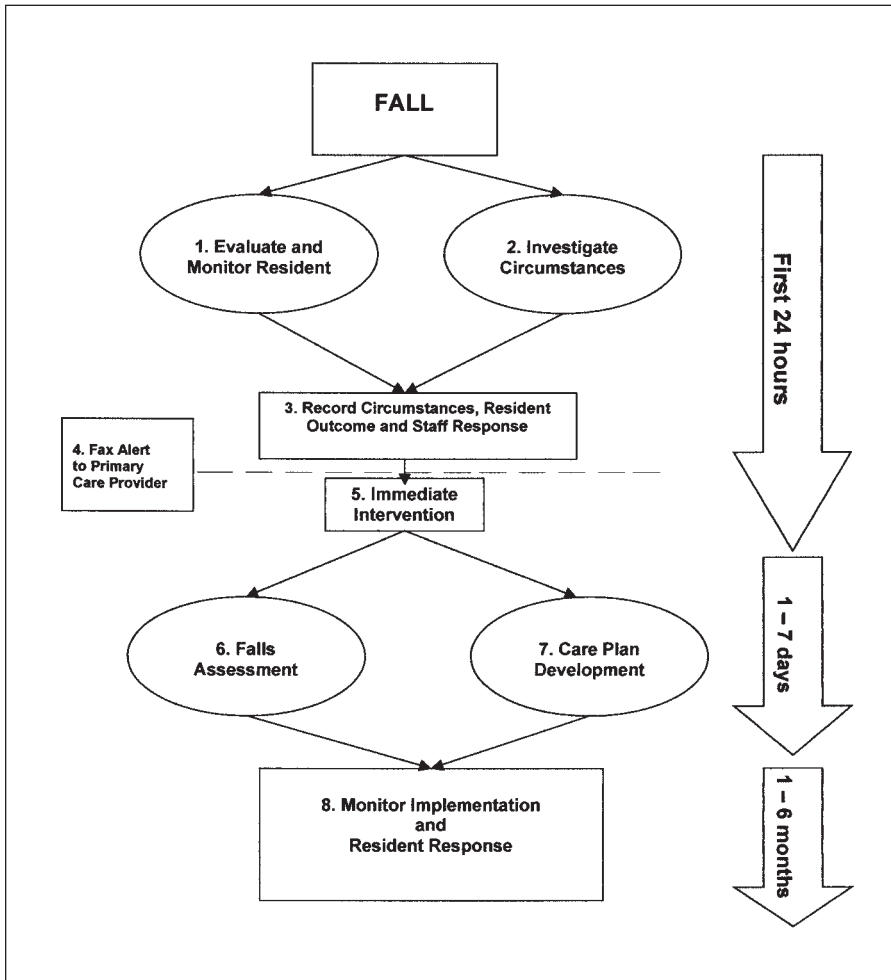 FALL
1. Evaluate and
Monitor Resident
2. Investigate
Circumstances
3. Record Circumstances, Resident
Outcome and Staff Response
4. Fax Alert
to Primary
Care Provider
5. Immediate
Intervention
6. Falls
Assessment
7. Care Plan
Development
8. Monitor Implementation
and
Resident Response
First 24 hours
1 – 7 days
1 – 6 months